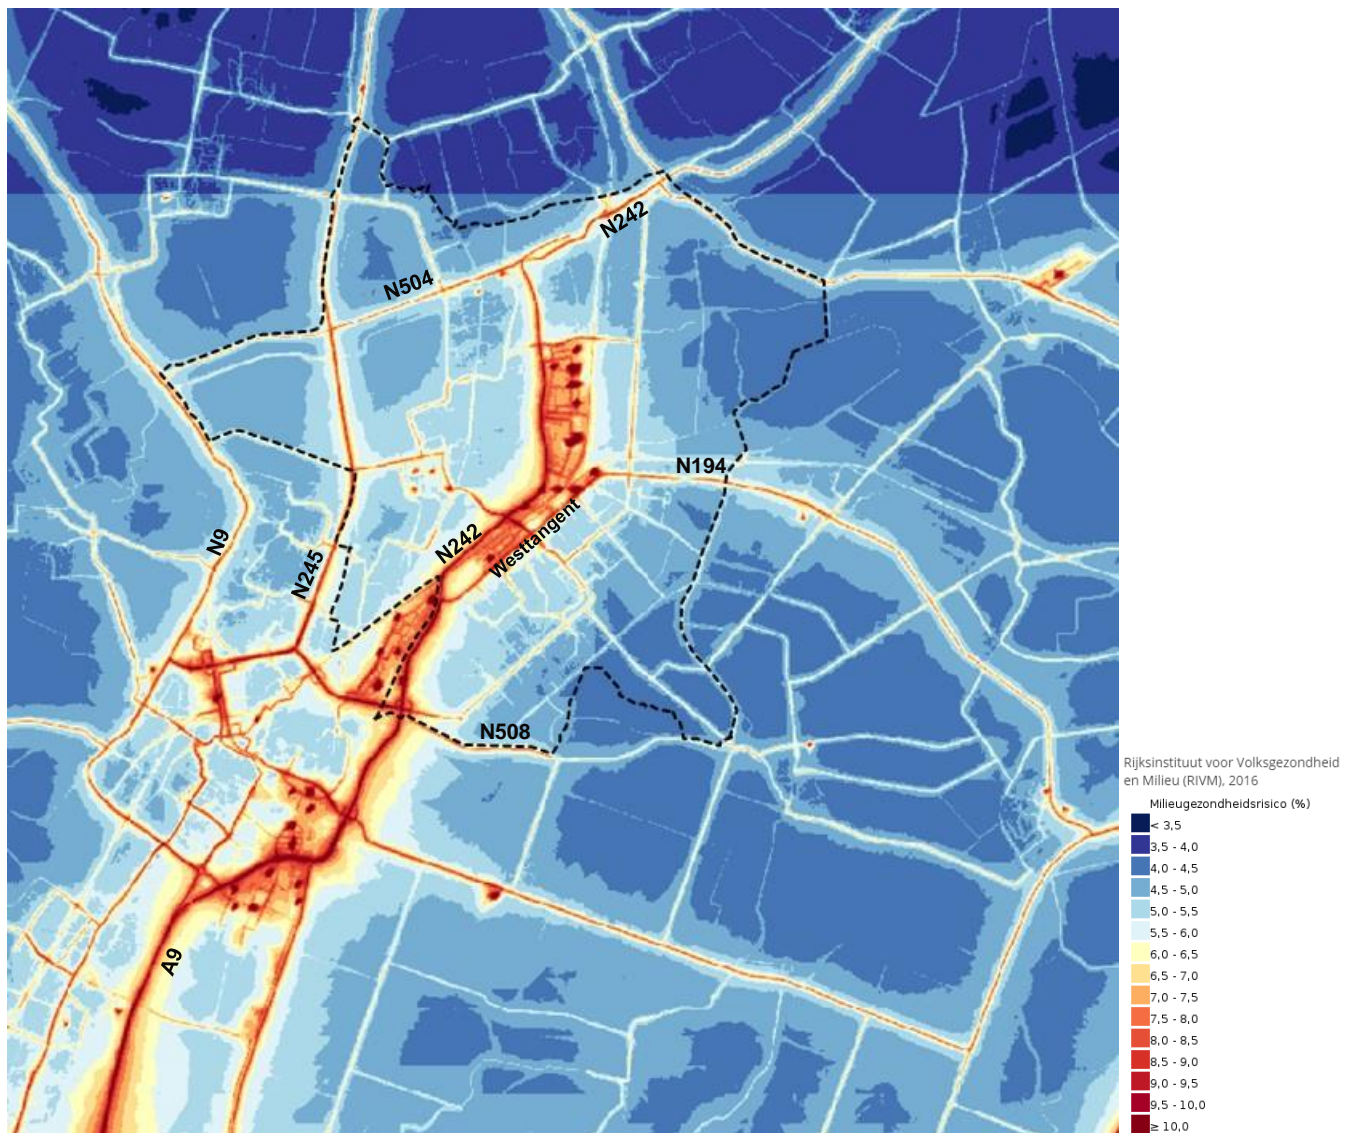 N242
N504
N194
N242
Westtangent
N9
N245
N508
A9
Rijksinstituut voor Volksgezondheid
en Milieu (RIVM), 2016
Milieugezondheidsrisico (%)
< 3,5
3,5 - 4,0
4,0 - 4,5
4,5 - 5,0
5,0 - 5,5
5,5 - 6,0
6,0 - 6,5
6,5 - 7,0
7,0 - 7,5
7,5 - 8,0
8,0 - 8,5
8,5 - 9,0
9,0 - 9,5
9,5 - 10,0
≥ 10,0